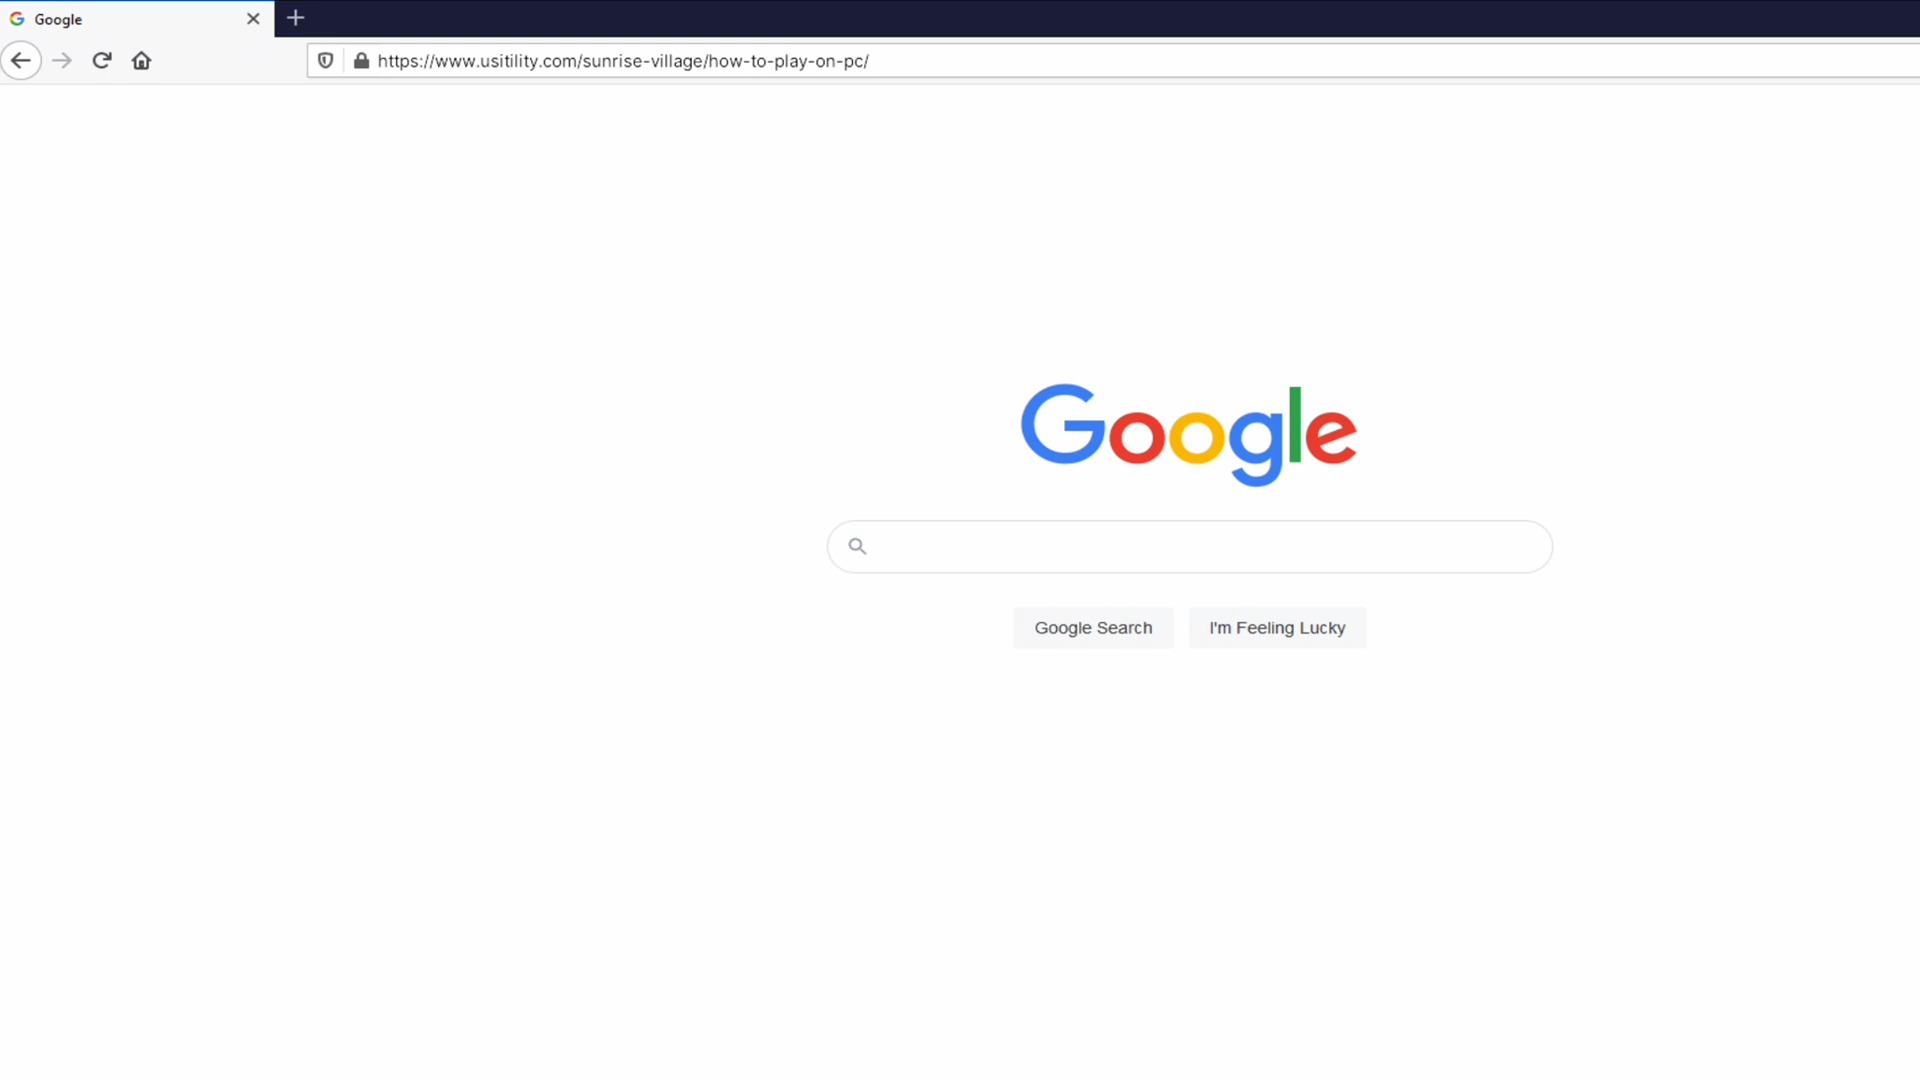 Google
https://www.usitility.com/sunrise-village/how-to-play-on-pc/
Google
Google Search
I'm Feeling Lucky